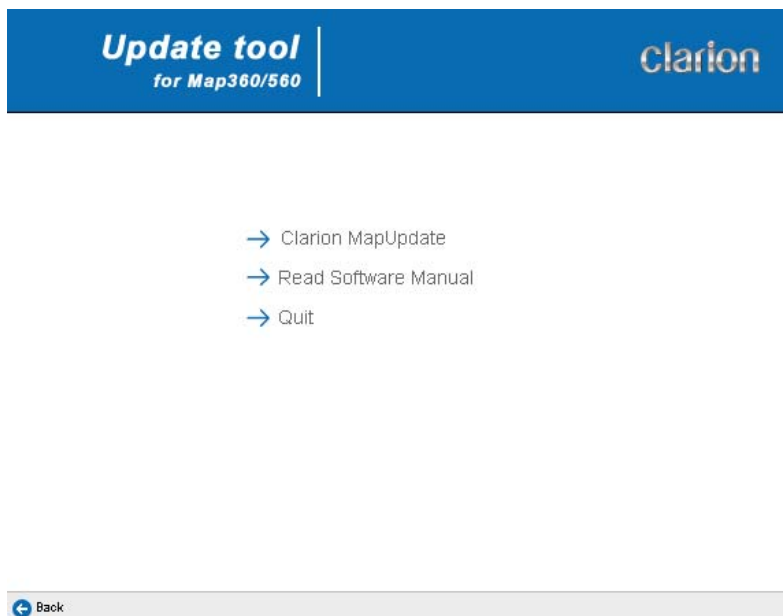 Update tool
for Map360/560
clarion
Clarion MapUpdate
Read Software Manual
Quit
Back